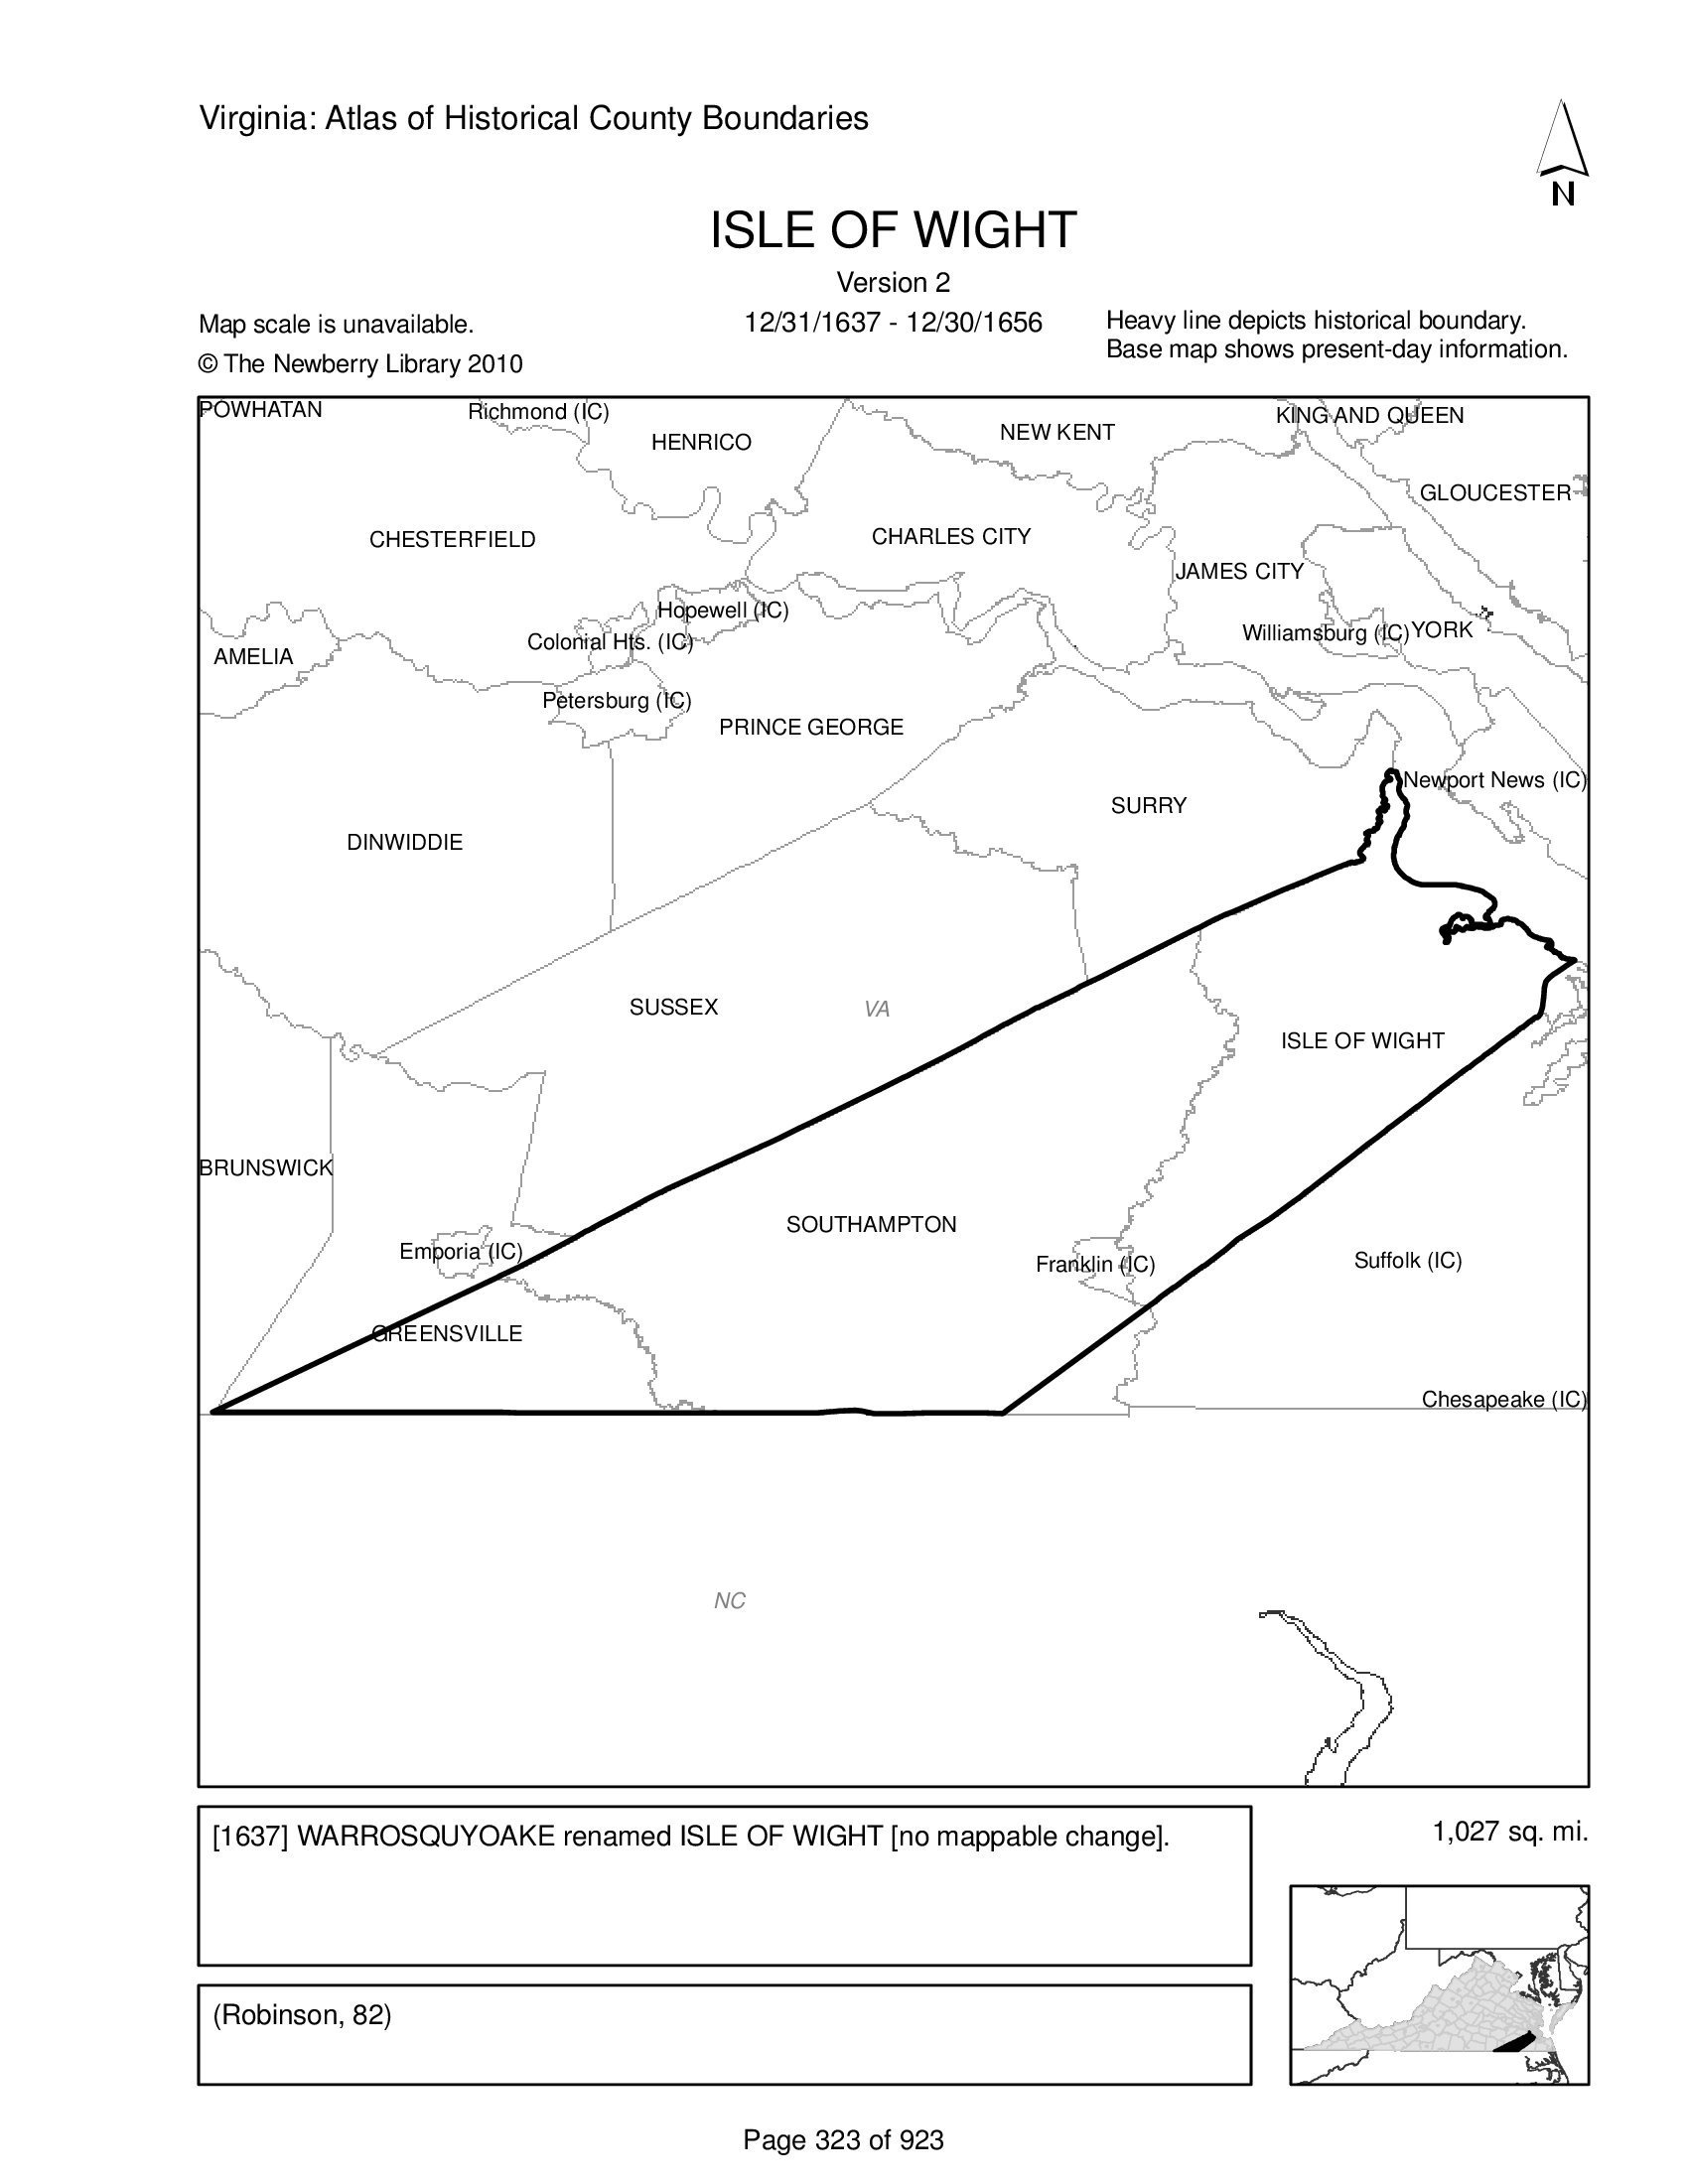 Virginia: Atlas of Historical County Boundaries
N
ISLE OF WIGHT
Version 2
Map scale is unavailable.
12/31/1637 - 12/30/1656
Heavy line depicts historical boundary.
Base map shows present-day information.
© The Newberry Library 2010
POWHATAN
Richmond (IC)
KING AND QUEEN
HENRICO
NEW KENT
GLOUCESTER
CHESTERFIELD
CHARLES CITY
JAMES CITY
Hopewell (IC)
Williamsburg (IC)
YORK
Colonial Hts. (IC)
AMELIA
Petersburg (IC)
PRINCE GEORGE
Newport News (IC)
SURRY
DINWIDDIE
SUSSEX
VA
ISLE OF WIGHT
BRUNSWICK
SOUTHAMPTON
Emporia (IC)
Franklin (IC)
Suffolk (IC)
GREENSVILLE
Chesapeake (IC)
NC
[1637] WARROSQUYOAKE renamed ISLE OF WIGHT [no mappable change].
1,027 sq. mi.
(Robinson, 82)
Page 323 of 923